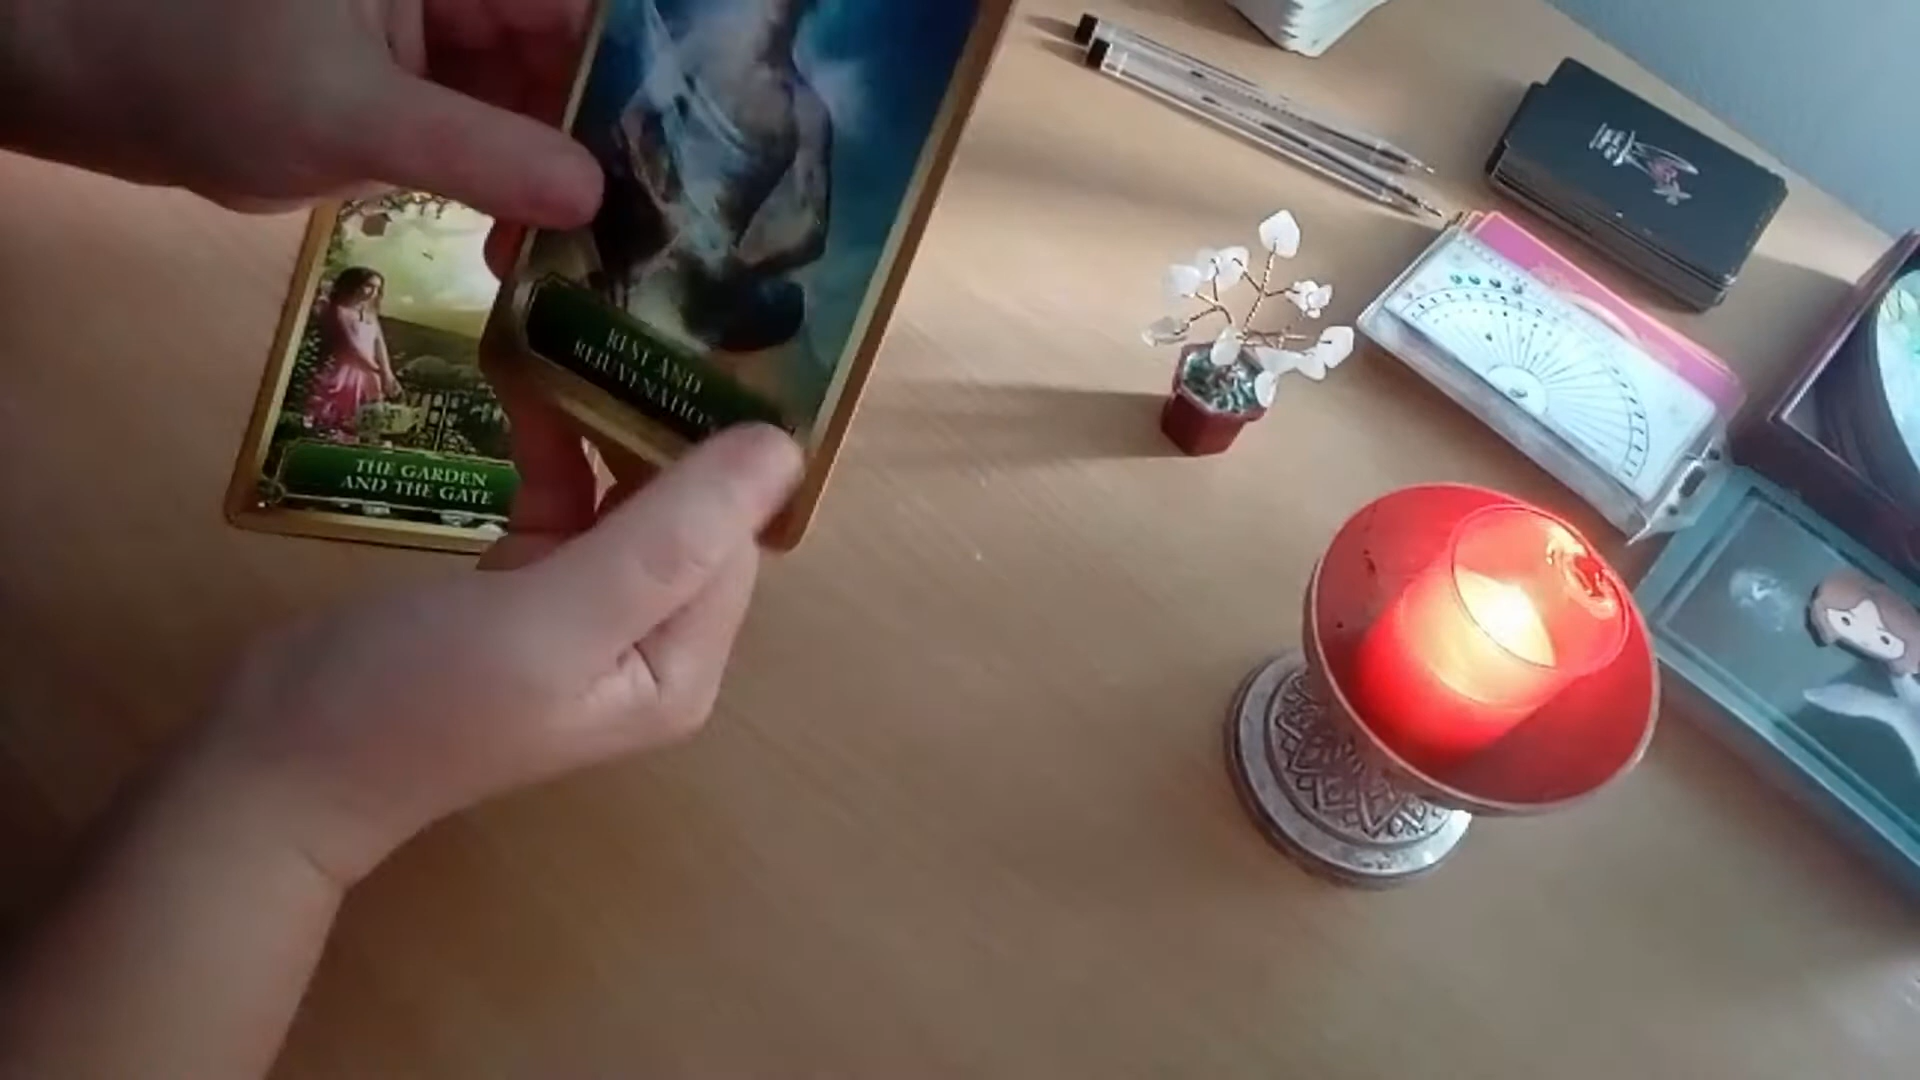 REST AND
REJUVENATION
THE GARDEN
AND THE GATE